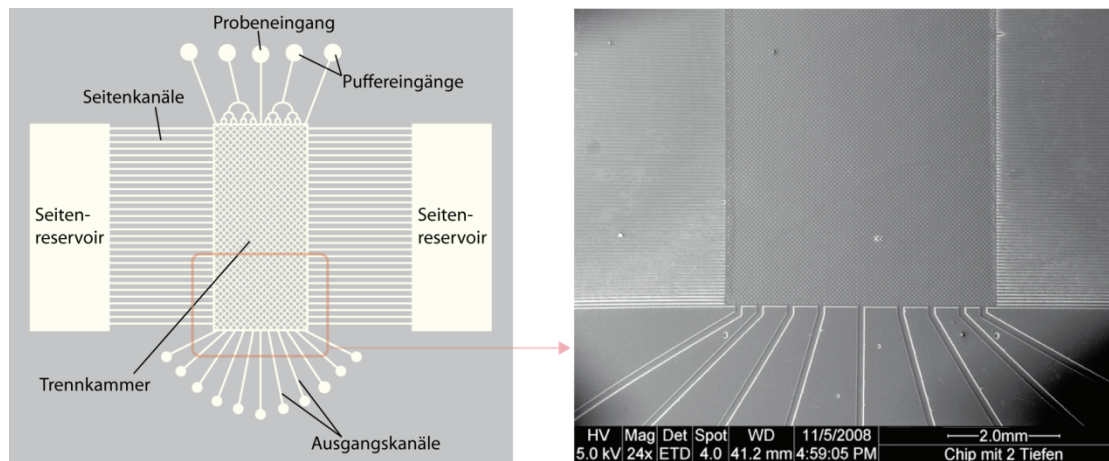 Probeneingang
Puffereingänge
Seitenkanäle
Seiten-
reservoir
Seiten-
reservoir
Trennkammer
Ausgangskanäle
HV Mag Det Spot WD 11/5/2008 2.0mm
5.0 kV 24x ETD 4.0 41.2 mm 4:59:05 PM Chip mit 2 Tiefen